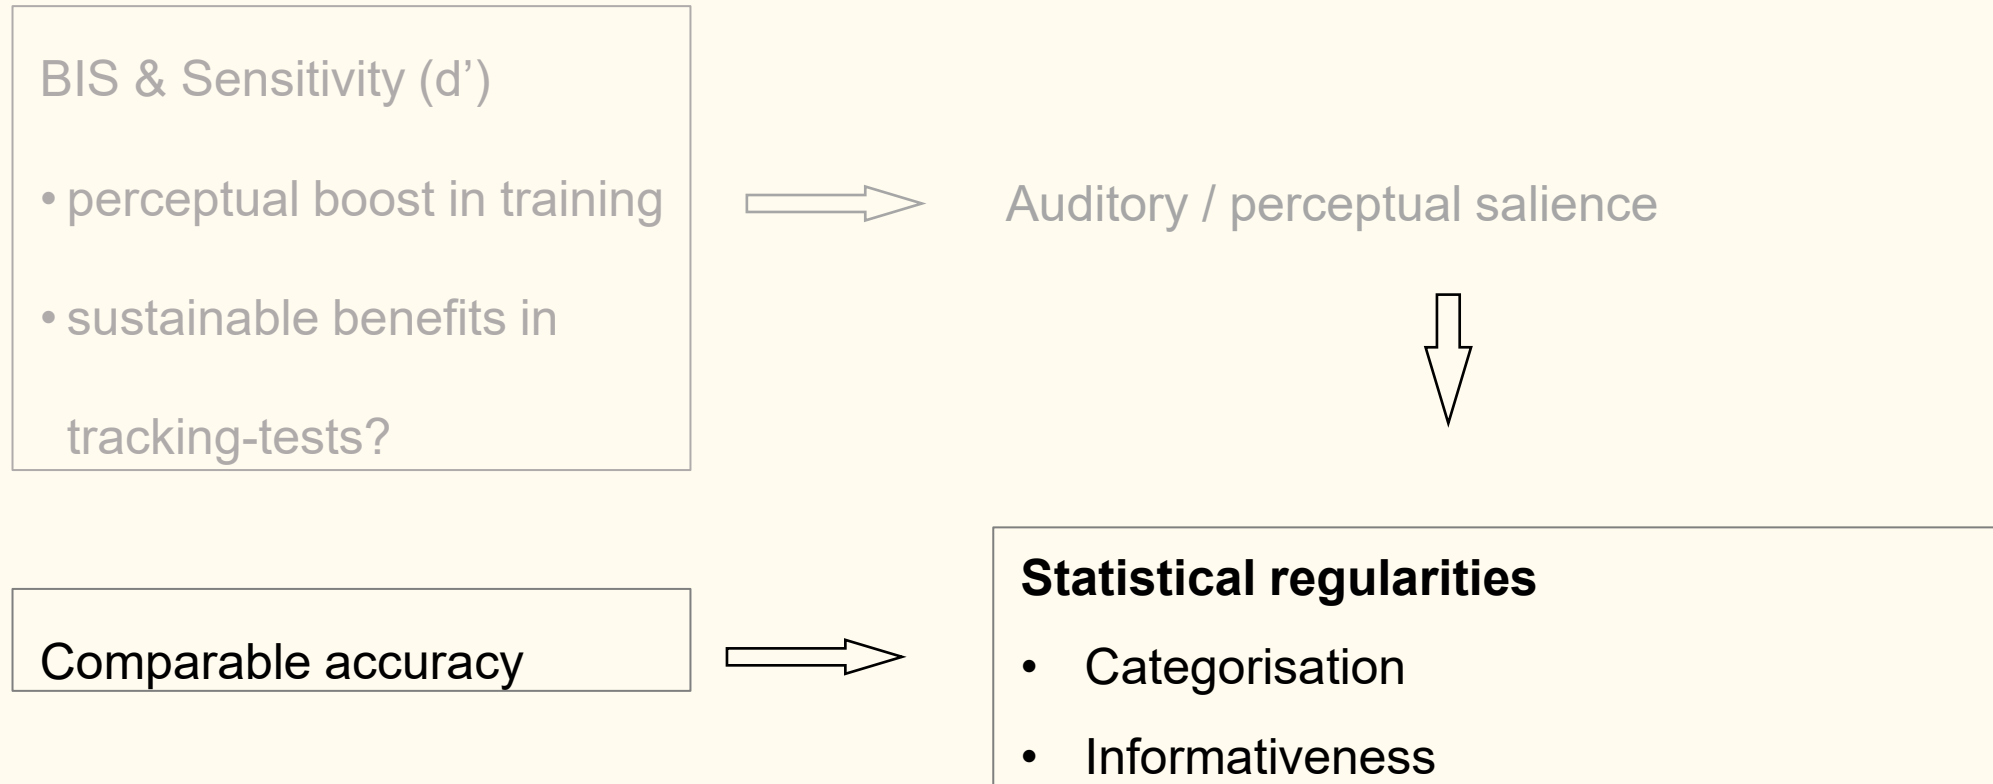 BIS & Sensitivity (d’)
• perceptual boost in training
• sustainable benefits in
tracking-tests?
Auditory / perceptual salience
Comparable accuracy
Statistical regularities
• Categorisation
• Informativeness